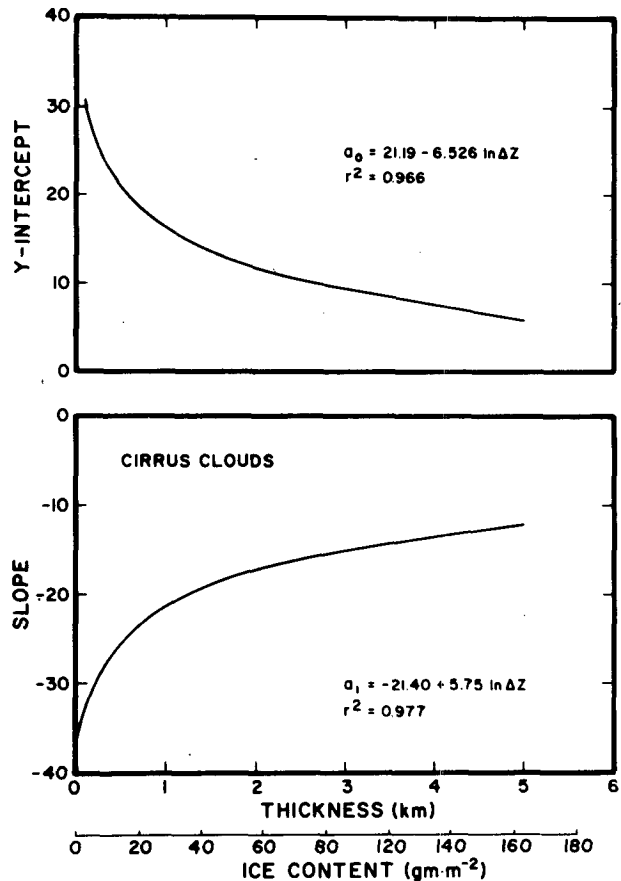 40
30
20
10
0
Y-INTERCEPT
a₀ = 21.19 - 6.526 ln ΔZ
r² = 0.966
0
-10
-20
-30
-40
SLOPE
CIRRUS CLOUDS
a₁ = -21.40 + 5.75 ln ΔZ
r² = 0.977
0 1 2 3 4 5 6
THICKNESS (km)
0 20 40 60 80 120 140 160 180
ICE CONTENT (gm·m⁻²)